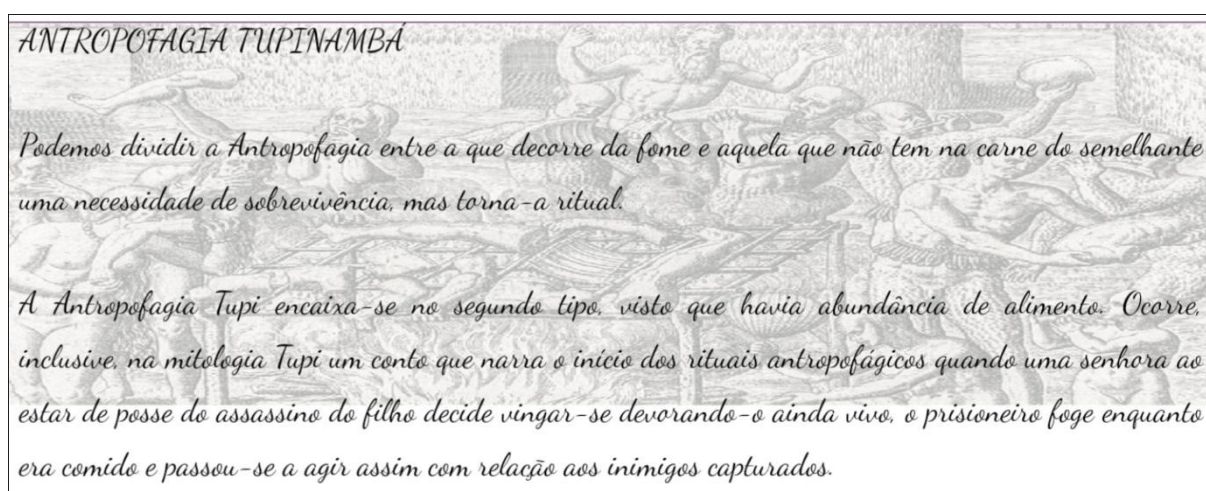 ANTROPOFAGIA TUPINAMBÁ
Podemos dividir a Antropofagia entre a que decorre da fome e aquela que não tem na carne do semelhante
uma necessidade de sobrevivência, mas torna-a ritual.
A Antropofagia Tupi encaixa-se no segundo tipo, visto que havia abundância de alimento. Ocorre,
inclusive, na mitologia Tupi um conto que narra o início dos rituais antropofágicos quando uma senhora ao
estar de posse do assassino do filho decide vingar-se devorando-o ainda vivo, o prisioneiro foge enquanto
era comido e passou-se a agir assim com relação aos inimigos capturados.